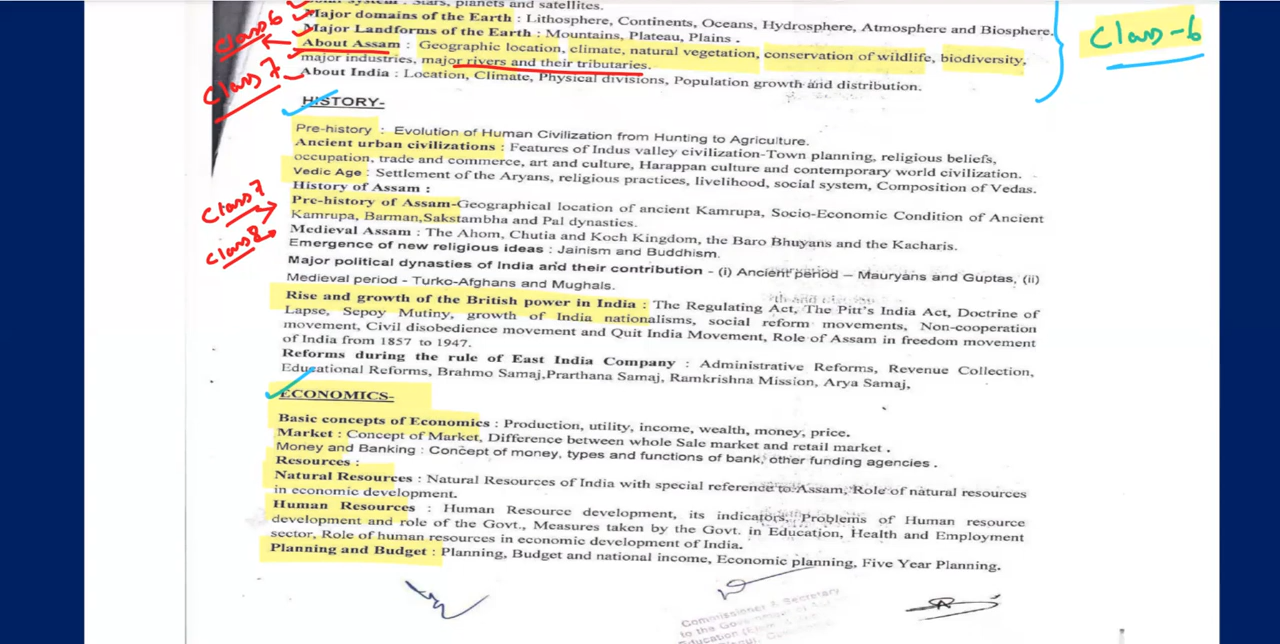 Stars, planets and satellites.
Major domains of the Earth : Lithosphere, Continents, Oceans, Hydrosphere, Atmosphere and Biosphere.
Major Landforms of the Earth : Mountains, Plateau, Plains .
About Assam : Geographic location, climate, natural vegetation, conservation of wildlife, biodiversity,
major industries, major rivers and their tributaries.
About India : Location, Climate, Physical divisions, Population growth and distribution.
class 6
class 7
class-6
HISTORY-
Pre-history : Evolution of Human Civilization from Hunting to Agriculture.
Ancient urban civilizations : Features of Indus valley civilization-Town planning, religious beliefs,
occupation, trade and commerce, art and culture, Harappan culture and contemporary world civilization.
Vedic Age : Settlement of the Aryans, religious practices, livelihood, social system, Composition of Vedas.
History of Assam :
class 7
Pre-history of Assam-Geographical location of ancient Kamrupa, Socio-Economic Condition of Ancient
Kamrupa, Barman,Sakstambha and Pal dynasties.
class 8
Medieval Assam : The Ahom, Chutia and Koch Kingdom, the Baro Bhuyans and the Kacharis.
Emergence of new religious ideas : Jainism and Buddhism.
Major political dynasties of India and their contribution - (i) Ancient period – Mauryans and Guptas, (ii)
Medieval period - Turko-Afghans and Mughals.
Rise and growth of the British power in India : The Regulating Act, The Pitt's India Act, Doctrine of
Lapse, Sepoy Mutiny, growth of India nationalisms, social reform movements, Non-cooperation
movement, Civil disobedience movement and Quit India Movement, Role of Assam in freedom movement
of India from 1857 to 1947.
Reforms during the rule of East India Company : Administrative Reforms, Revenue Collection,
Educational Reforms, Brahmo Samaj,Prarthana Samaj, Ramkrishna Mission, Arya Samaj,
ECONOMICS-
Basic concepts of Economics : Production, utility, income, wealth, money, price.
Market : Concept of Market, Difference between whole Sale market and retail market .
Money and Banking : Concept of money, types and functions of bank, other funding agencies .
Resources :
Natural Resources : Natural Resources of India with special reference to Assam, Role of natural resources
in economic development.
Human Resources : Human Resource development, its indicators, Problems of Human resource
development and role of the Govt., Measures taken by the Govt. in Education, Health and Employment
sector, Role of human resources in economic development of India.
Planning and Budget : Planning, Budget and national income, Economic planning, Five Year Planning.
Commissioner & Secretary
to the Government of
Education